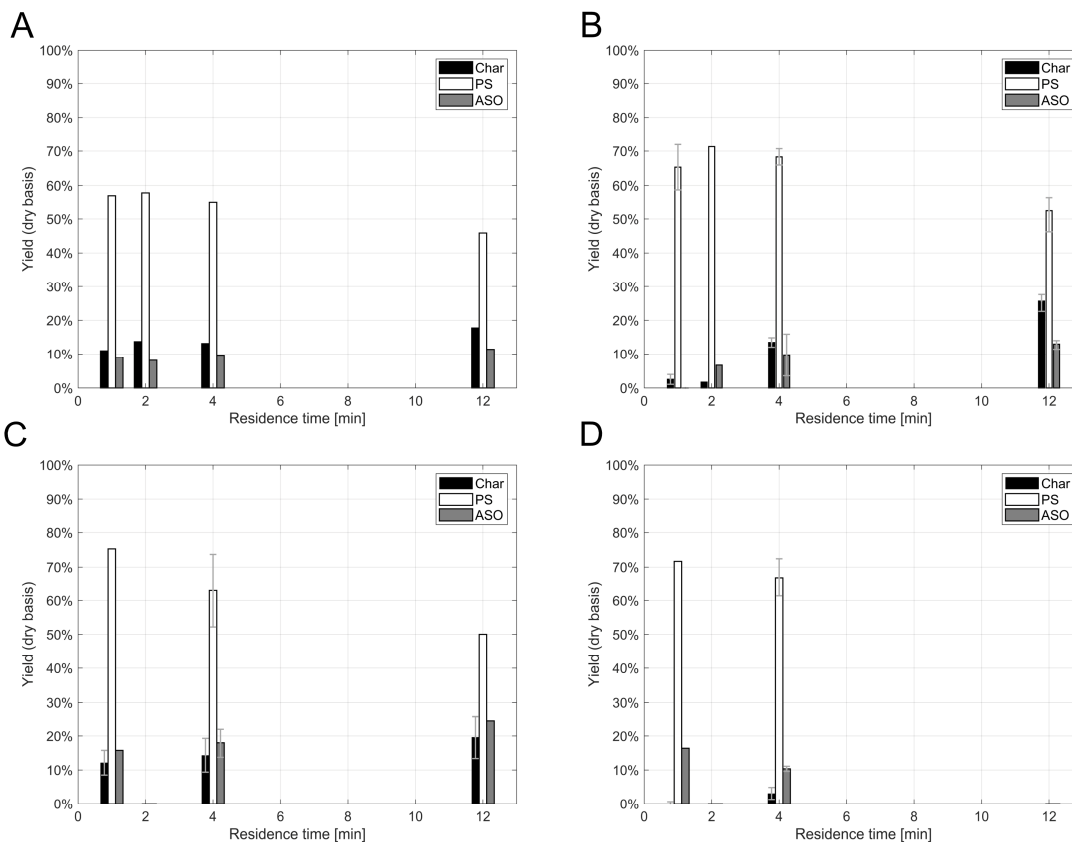 A
100%
90%
80%
70%
60%
50%
40%
30%
20%
10%
0%
Yield (dry basis)
0 2 4 6 8 10 12
Residence time [min]
Char
PS
ASO
B
100%
90%
80%
70%
60%
50%
40%
30%
20%
10%
0%
Yield (dry basis)
0 2 4 6 8 10 12
Residence time [min]
Char
PS
ASO
C
100%
90%
80%
70%
60%
50%
40%
30%
20%
10%
0%
Yield (dry basis)
0 2 4 6 8 10 12
Residence time [min]
Char
PS
ASO
D
100%
90%
80%
70%
60%
50%
40%
30%
20%
10%
0%
Yield (dry basis)
0 2 4 6 8 10 12
Residence time [min]
Char
PS
ASO